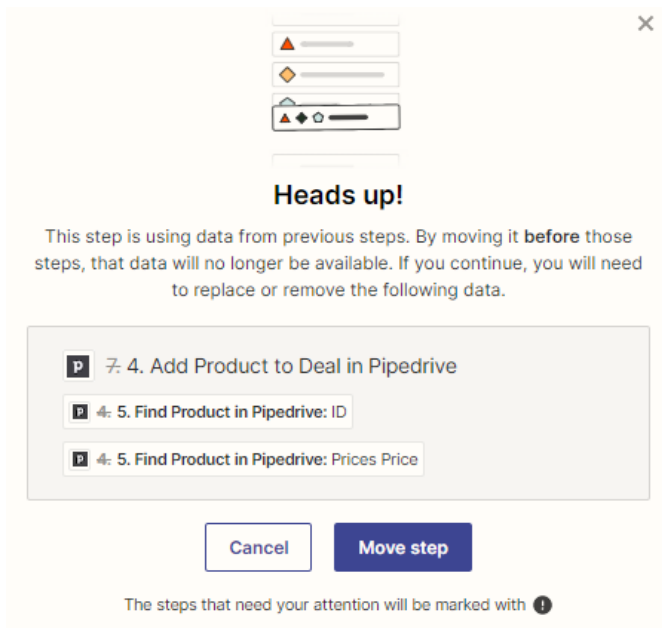 Heads up!
This step is using data from previous steps. By moving it before those
steps, that data will no longer be available. If you continue, you will need
to replace or remove the following data.
7. 4. Add Product to Deal in Pipedrive
4. 5. Find Product in Pipedrive: ID
4. 5. Find Product in Pipedrive: Prices Price
Cancel
Move step
The steps that need your attention will be marked with